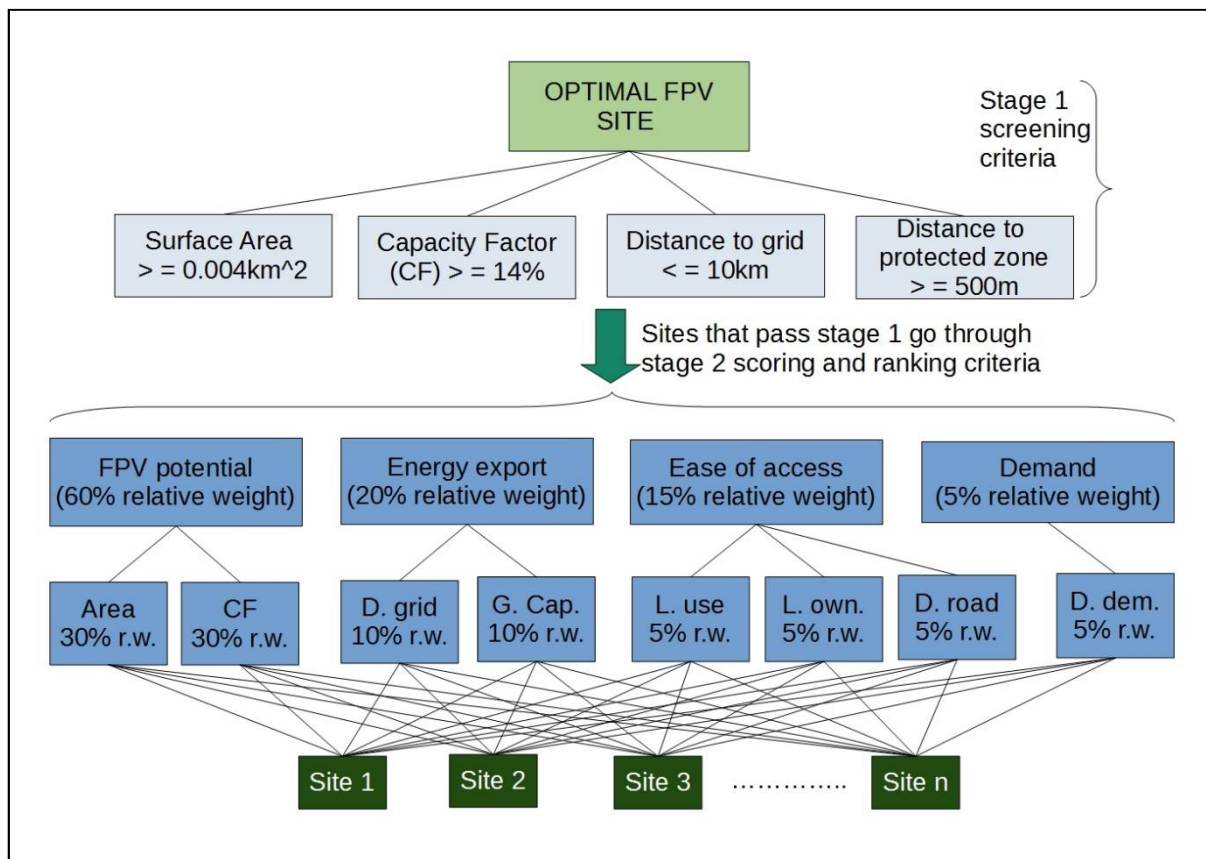 OPTIMAL FPV
SITE
Stage 1
screening
criteria
Surface Area
> = 0.004km^2
Capacity Factor
(CF) > = 14%
Distance to grid
< = 10km
Distance to
protected zone
> = 500m
Sites that pass stage 1 go through
stage 2 scoring and ranking criteria
FPV potential
(60% relative weight)
Energy export
(20% relative weight)
Ease of access
(15% relative weight)
Demand
(5% relative weight)
Area
30% r.w.
CF
30% r.w.
D. grid
10% r.w.
G. Cap.
10% r.w.
L. use
5% r.w.
L. own.
5% r.w.
D. road
5% r.w.
D. dem.
5% r.w.
Site 1
Site 2
Site 3
…………..
Site n